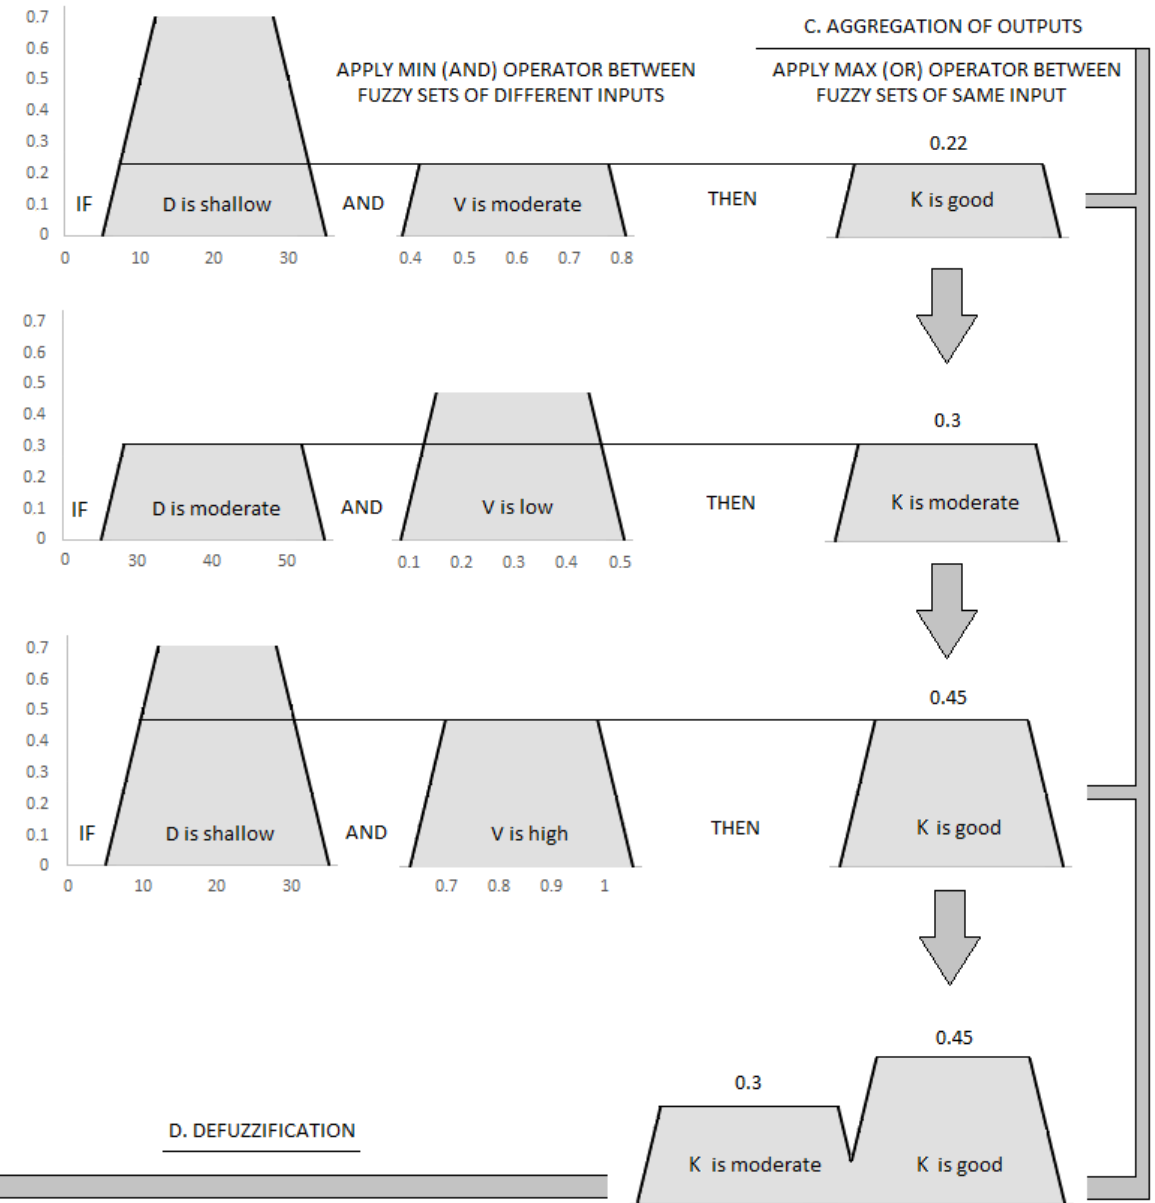 C. AGGREGATION OF OUTPUTS
APPLY MIN (AND) OPERATOR BETWEEN
FUZZY SETS OF DIFFERENT INPUTS
APPLY MAX (OR) OPERATOR BETWEEN
FUZZY SETS OF SAME INPUT
0.7
0.6
0.5
0.4
0.3
0.2
0.1
0
0.22
IF
D is shallow
AND
V is moderate
THEN
K is good
0 10 20 30
0.4 0.5 0.6 0.7 0.8
0.7
0.6
0.5
0.4
0.3
0.2
0.1
0
0.3
IF
D is moderate
AND
V is low
THEN
K is moderate
0 30 40 50
0.1 0.2 0.3 0.4 0.5
0.7
0.6
0.5
0.4
0.3
0.2
0.1
0
0.45
IF
D is shallow
AND
V is high
THEN
K is good
0 10 20 30
0.7 0.8 0.9 1
0.45
0.3
D. DEFUZZIFICATION
K is moderate
K is good